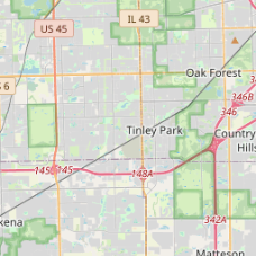 IL 43
US 45
Oak Forest
6
346B
346
Tinley Park
Country
Hills
145
145
148A
342A
kena
Matteson